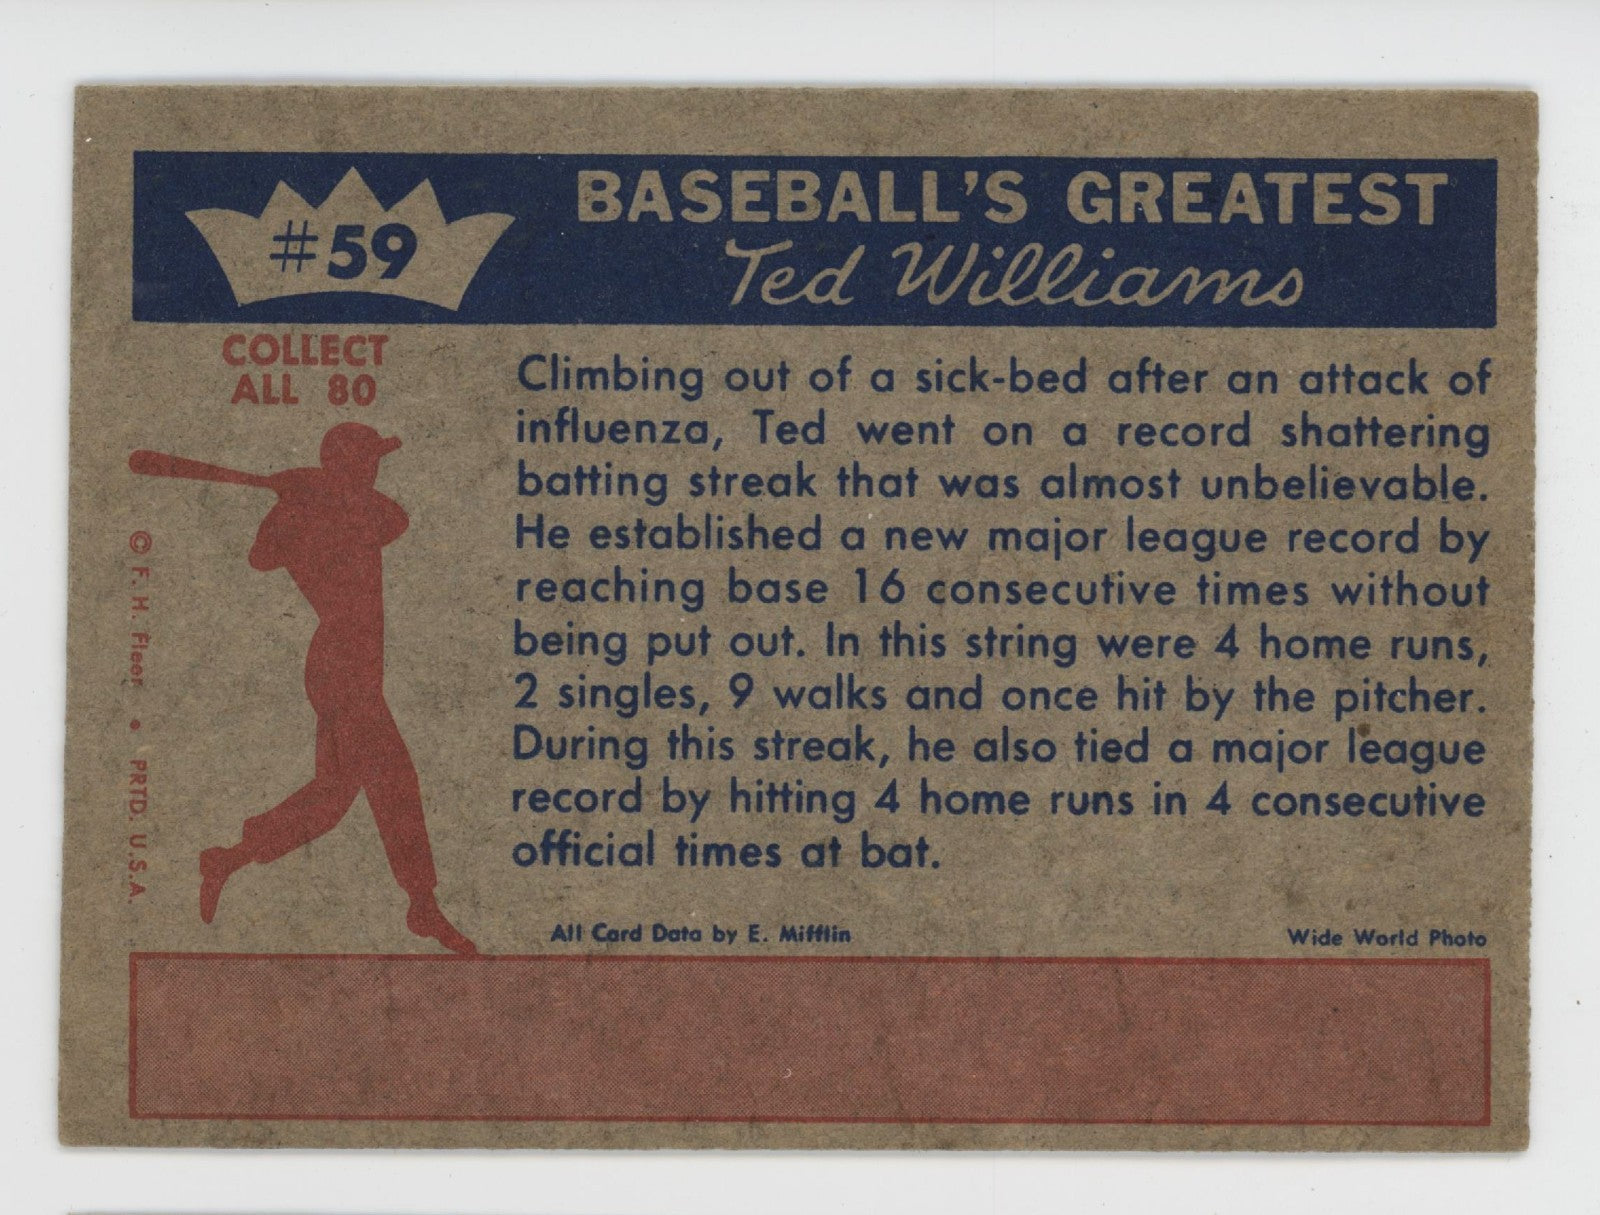 #59
BASEBALL'S GREATEST
Ted Williams
COLLECT
ALL 80
Climbing out of a sick-bed after an attack of
influenza, Ted went on a record shattering
batting streak that was almost unbelievable.
He established a new major league record by
reaching base 16 consecutive times without
being put out. In this string were 4 home runs,
2 singles, 9 walks and once hit by the pitcher.
During this streak, he also tied a major league
record by hitting 4 home runs in 4 consecutive
official times at bat.
All Card Data by E. Mifflin
Wide World Photo
© F. H. Fleer • PRTD. U.S.A.